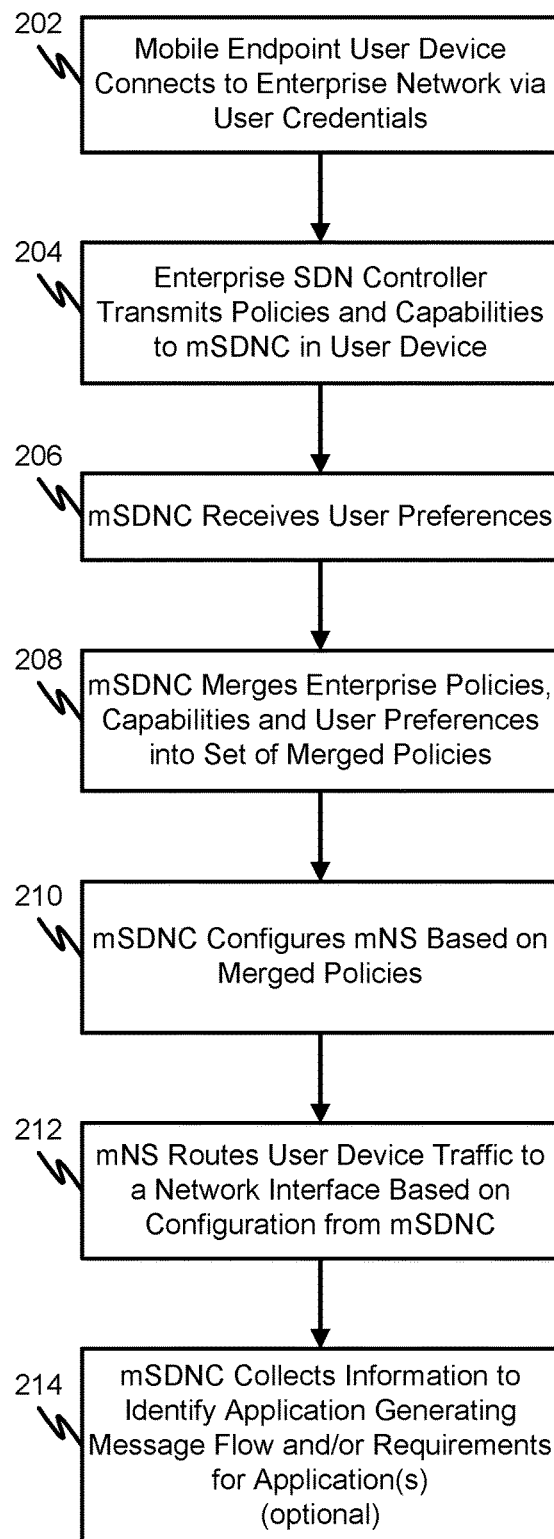 202
Mobile Endpoint User Device
Connects to Enterprise Network via
User Credentials
204
Enterprise SDN Controller
Transmits Policies and Capabilities
to mSDNC in User Device
206
mSDNC Receives User Preferences
208
mSDNC Merges Enterprise Policies,
Capabilities and User Preferences
into Set of Merged Policies
210
mSDNC Configures mNS Based on
Merged Policies
212
mNS Routes User Device Traffic to
a Network Interface Based on
Configuration from mSDNC
214
mSDNC Collects Information to
Identify Application Generating
Message Flow and/or Requirements
for Application(s)
(optional)